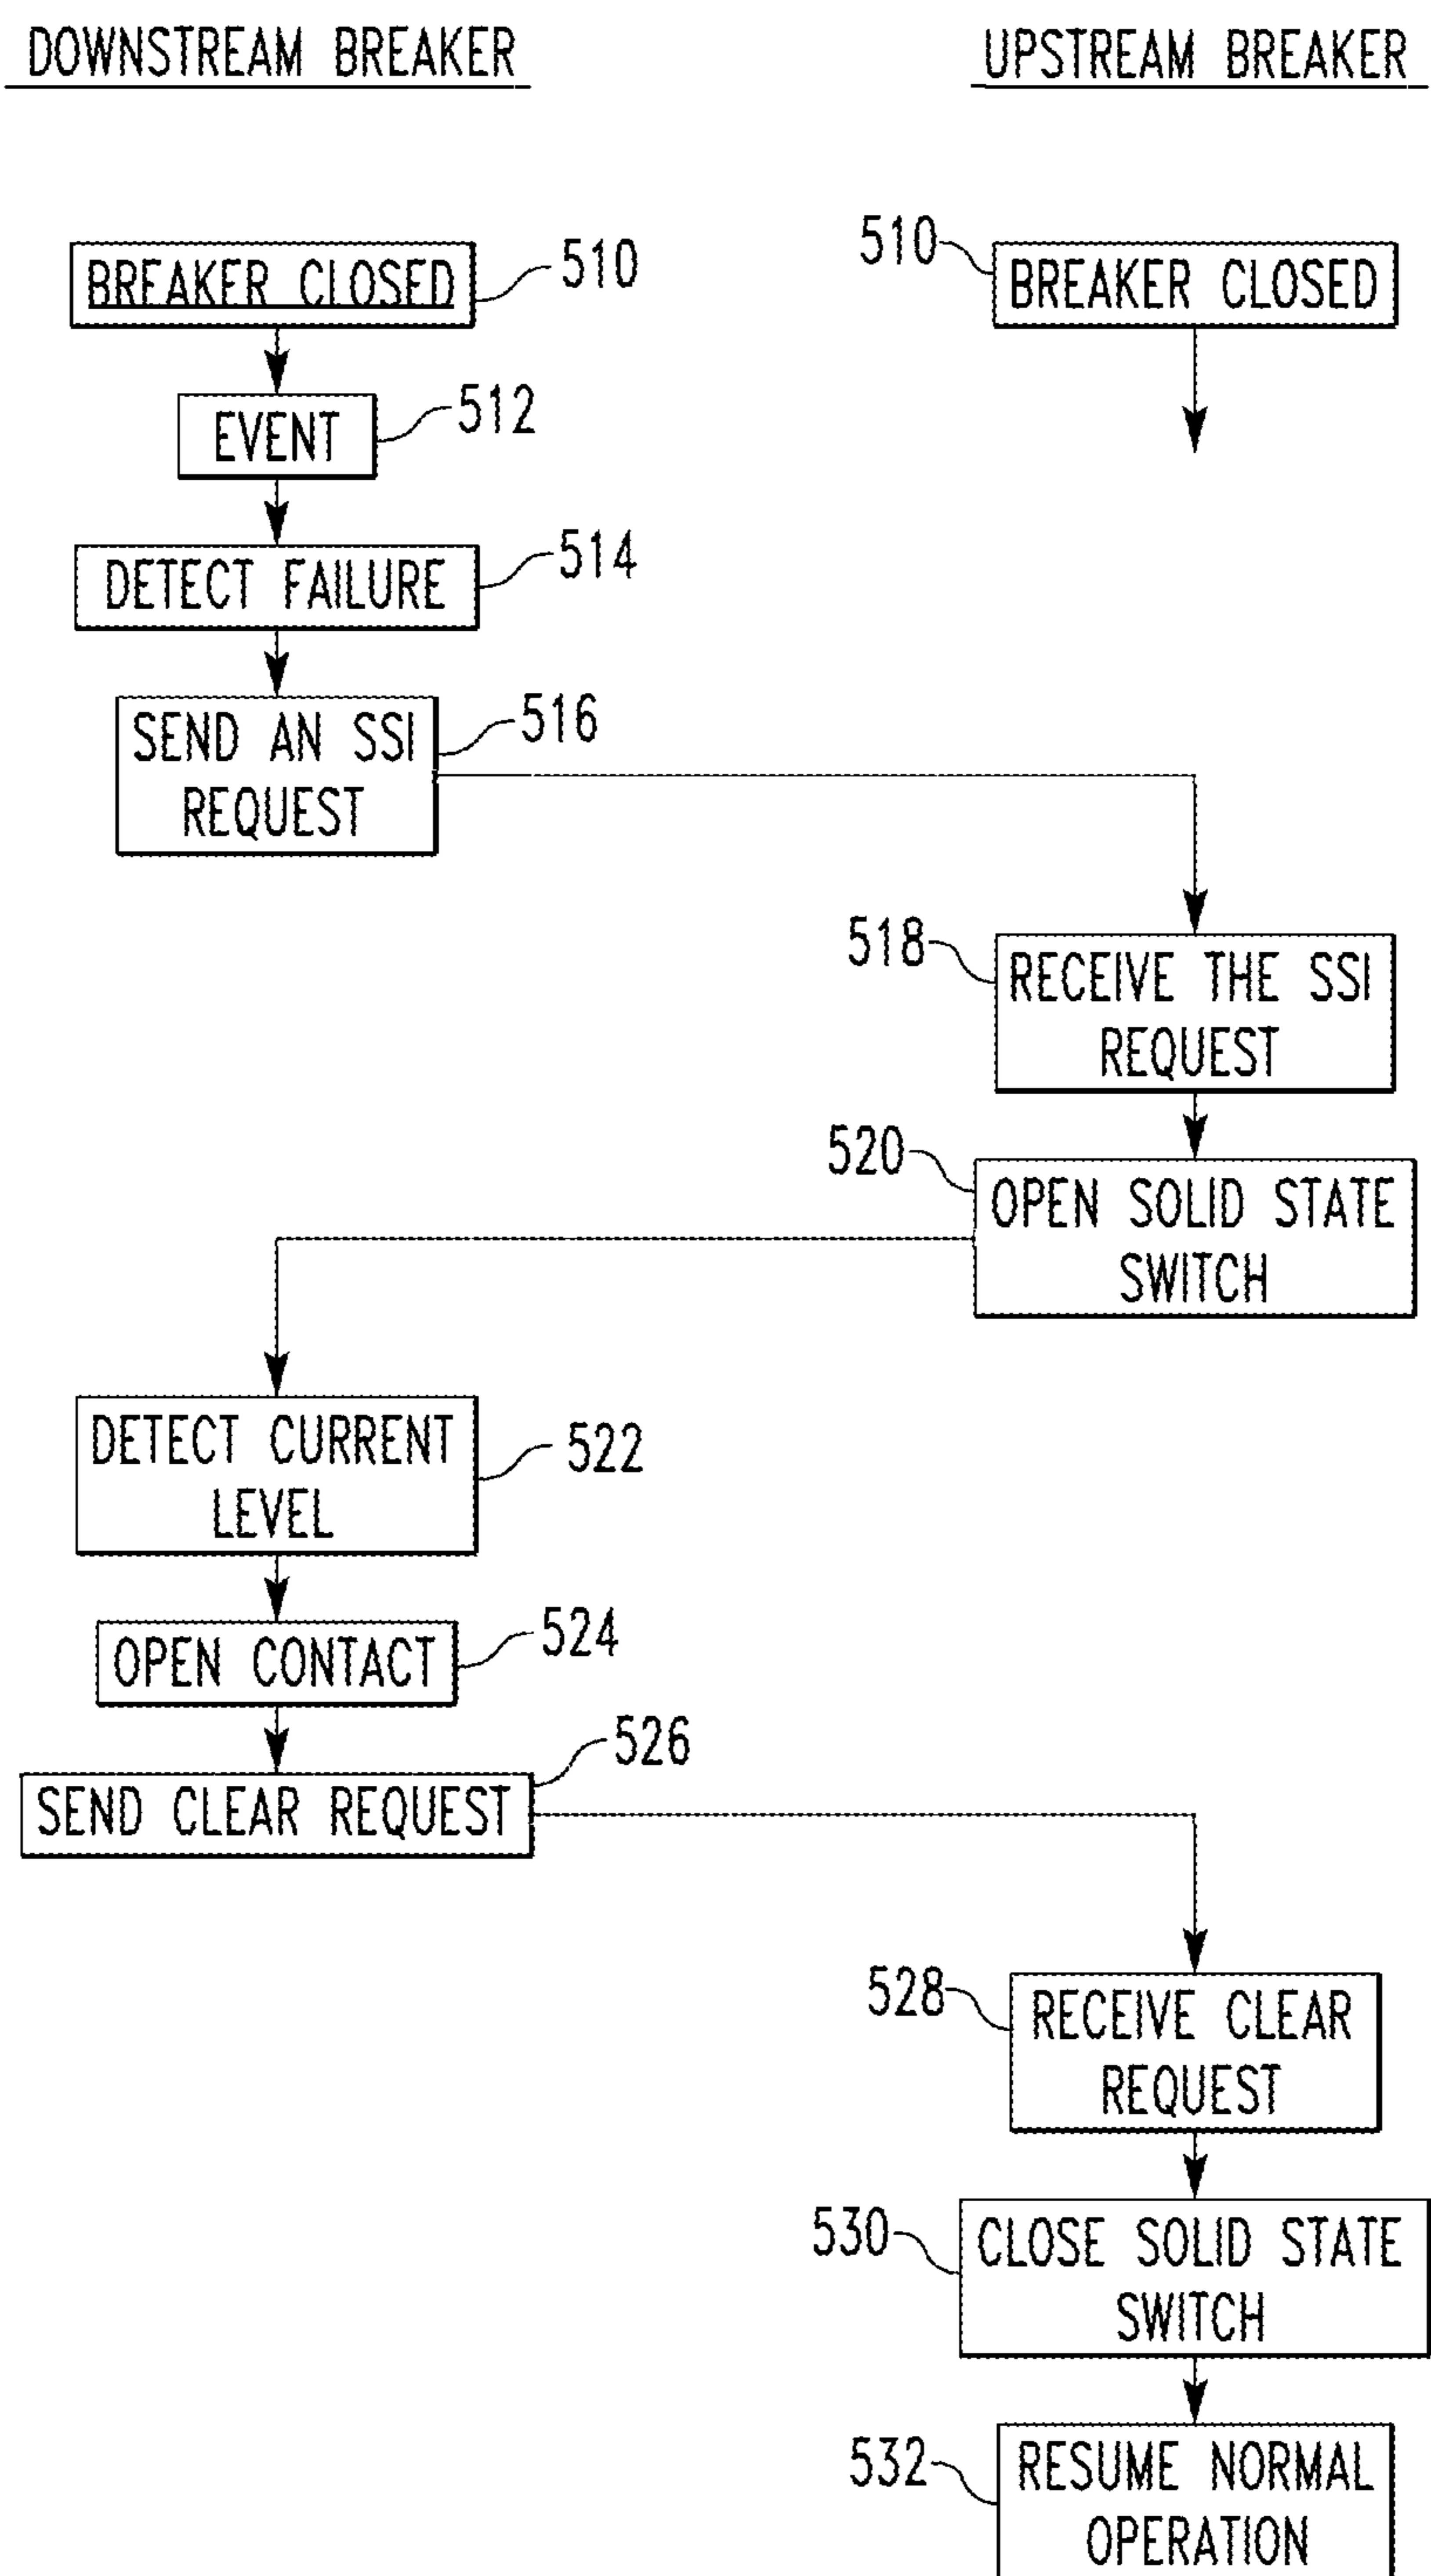 DOWNSTREAM BREAKER
UPSTREAM BREAKER
BREAKER CLOSED
510
510
BREAKER CLOSED
EVENT
512
DETECT FAILURE
514
SEND AN SSI
REQUEST
516
518
RECEIVE THE SSI
REQUEST
520
OPEN SOLID STATE
SWITCH
DETECT CURRENT
LEVEL
522
OPEN CONTACT
524
SEND CLEAR REQUEST
526
528
RECEIVE CLEAR
REQUEST
530
CLOSE SOLID STATE
SWITCH
532
RESUME NORMAL
OPERATION